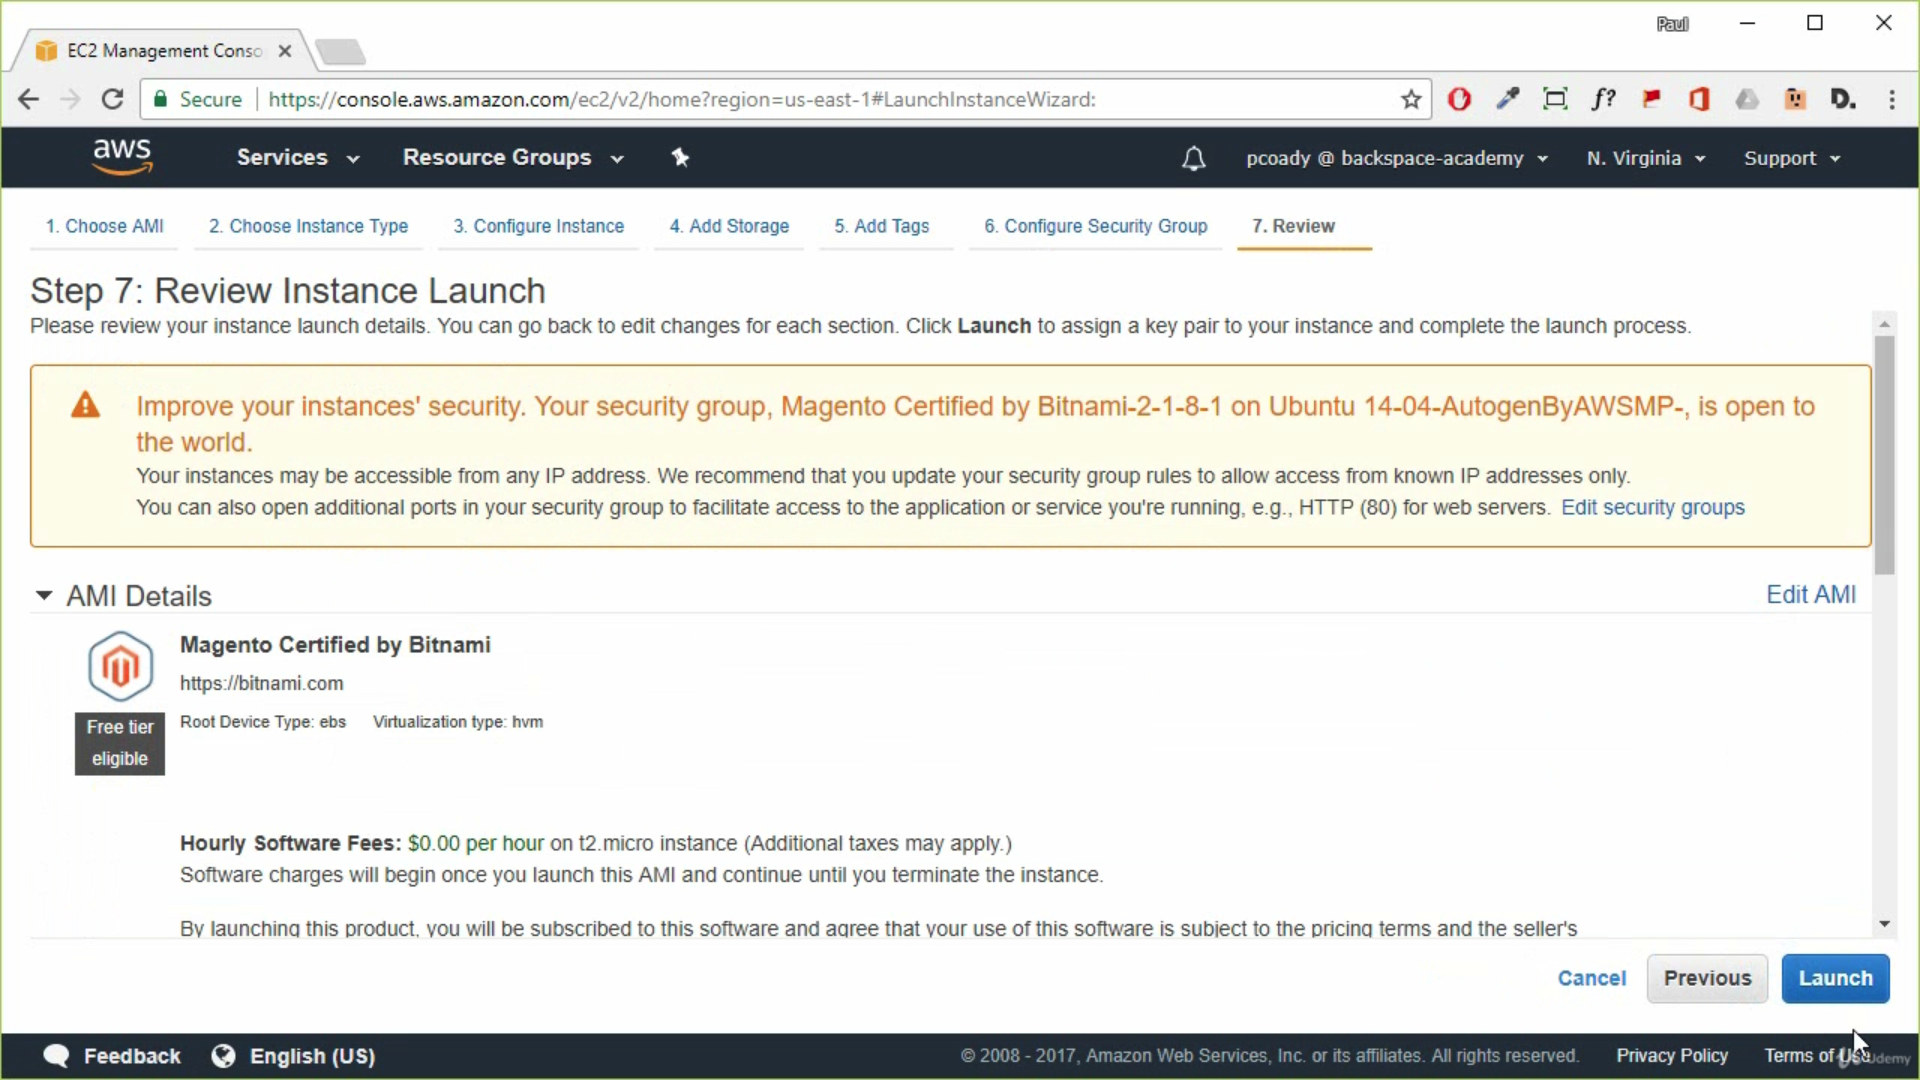 Paul
EC2 Management Conso
Secure https://console.aws.amazon.com/ec2/v2/home?region=us-east-1#LaunchInstanceWizard:
f? D.
aws Services Resource Groups pcoady @ backspace-academy N. Virginia Support
1. Choose AMI 2. Choose Instance Type 3. Configure Instance 4. Add Storage 5. Add Tags 6. Configure Security Group 7. Review
Step 7: Review Instance Launch
Please review your instance launch details. You can go back to edit changes for each section. Click Launch to assign a key pair to your instance and complete the launch process.
Improve your instances' security. Your security group, Magento Certified by Bitnami-2-1-8-1 on Ubuntu 14-04-AutogenByAWSMP-, is open to
the world.
Your instances may be accessible from any IP address. We recommend that you update your security group rules to allow access from known IP addresses only.
You can also open additional ports in your security group to facilitate access to the application or service you're running, e.g., HTTP (80) for web servers. Edit security groups
AMI Details Edit AMI
Magento Certified by Bitnami
https://bitnami.com
Free tier
eligible
Root Device Type: ebs Virtualization type: hvm
Hourly Software Fees: $0.00 per hour on t2.micro instance (Additional taxes may apply.)
Software charges will begin once you launch this AMI and continue until you terminate the instance.
By launching this product, you will be subscribed to this software and agree that your use of this software is subject to the pricing terms and the seller's
Cancel Previous Launch
Feedback English (US) © 2008 - 2017, Amazon Web Services, Inc. or its affiliates. All rights reserved. Privacy Policy Terms of Use
Udemy